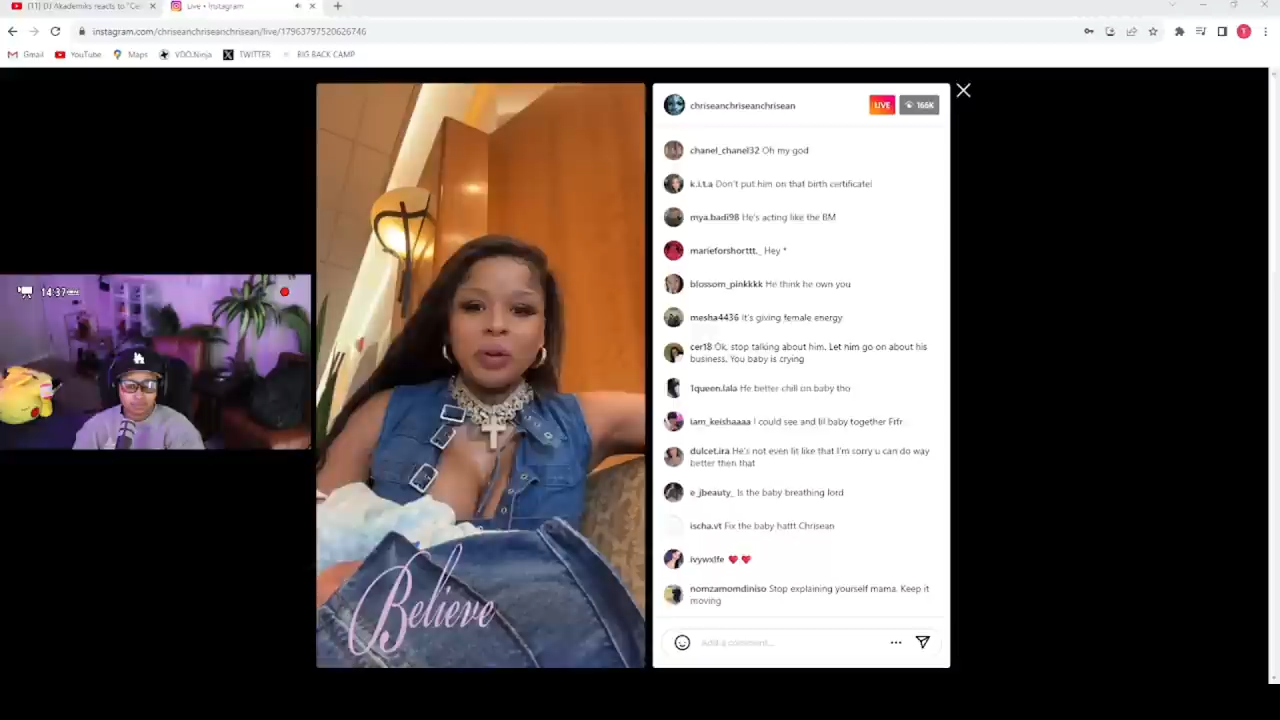 (1) DJ Akademiks reacts to "Cel
Live • Instagram
instagram.com/chriseanchriseanchrisean/live/17963797520626746
Gmail YouTube Maps VDO.Ninja TWITTER BIG BACK CAMP
chriseanchriseanchrisean LIVE 166K
chanel_chanel32 Oh my god
k.i.t.a Don't put him on that birth certificate!
mya.badi98 He's acting like the BM
marieforshorttt._ Hey *
blossom_pinkkkk He think he own you
mesha4436 It's giving female energy
cer18 Ok, stop talking about him. Let him go on about his
business. You baby is crying
1queen.lala He better chill on baby tho
iam_keishaaaa I could see and lil baby together Frfr
dulcet.ira He's not even lit like that I'm sorry u can do way
better then that
e_jbeauty_ Is the baby breathing lord
ischa.vt Fix the baby hattt Chrisean
ivywxlfe
nomzamomdiniso Stop explaining yourself mama. Keep it
moving
Add a comment...
14:37
LA
Believe
T